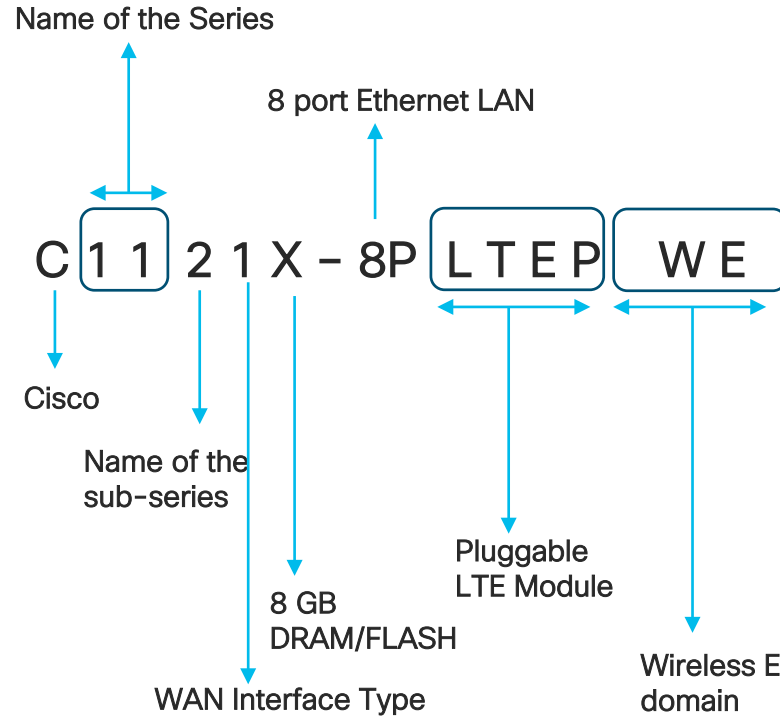 Name of the Series
8 port Ethernet LAN
C 1 1 2 1 X - 8P L T E P W E
Cisco
Name of the
sub-series
Pluggable
LTE Module
8 GB
DRAM/FLASH
Wireless E
domain
WAN Interface Type